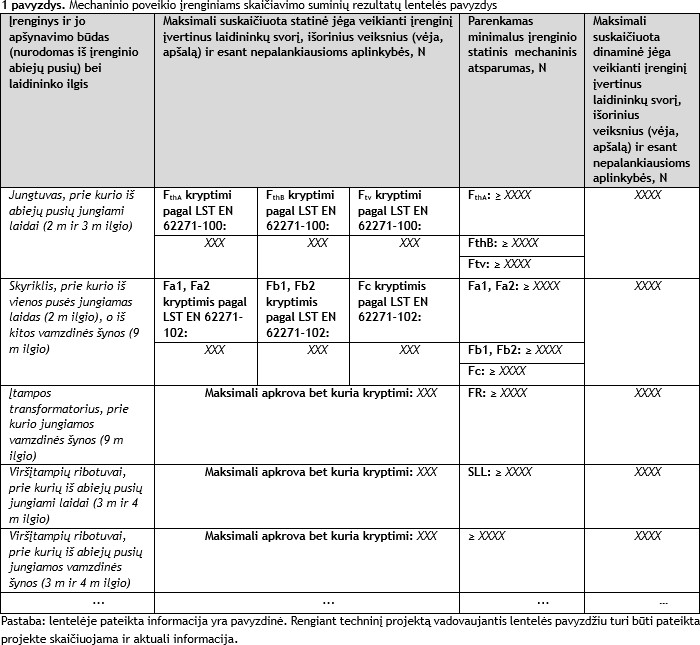 1 pavyzdys. Mechaninio poveikio įrenginiams skaičiavimo suminių rezultatų lentelės pavyzdys
Įrenginys ir jo
apšynavimo būdas
(nurodomas iš įrenginio
abiejų pusių) bei
laidininko ilgis
Maksimali suskaičiuota statinė jėga veikianti įrenginį
įvertinus laidininkų svorį, išorinius veiksnius (vėja,
apšalą) ir esant nepalankiausioms aplinkybės, N
Parenkamas
minimalus įrenginio
statinis mechaninis
atsparumas, N
Maksimali
suskaičiuota
dinaminė jėga
veikianti įrenginį
įvertinus
laidininkų svorį,
išorinius
veiksnius (vėja,
apšalą) ir esant
nepalankiausioms
aplinkybės, N
Jungtuvas, prie kurio iš
abiejų pusių jungiami
laidai (2 m ir 3 m ilgio)
FthA kryptimi
pagal LST EN
62271-100:
FthB kryptimi
pagal LST EN
62271-100:
Ftv kryptimi
pagal LST EN
62271-100:
FthA: ≥ XXXX
XXXX
XXX
XXX
XXX
FthB: ≥ XXXX
Ftv: ≥ XXXX
Skyriklis, prie kurio iš
vienos pusės jungiamas
laidas (2 m ilgio), o iš
kitos vamzdinės šynos (9
m ilgio)
Fa1, Fa2
kryptimis pagal
LST EN 62271-
102:
Fb1, Fb2
kryptimis
pagal LST EN
62271-102:
Fc kryptimis
pagal LST EN
62271-102:
Fa1, Fa2: ≥ XXXX
XXXX
XXX
XXX
XXX
Fb1, Fb2: ≥ XXXX
Fc: ≥ XXXX
Įtampos
transformatorius, prie
kurio jungiamos
vamzdinės šynos (9 m
ilgio)
Maksimali apkrova bet kuria kryptimi: XXX
FR: ≥ XXXX
XXXX
Viršįtampių ribotuvai,
prie kurių iš abiejų pusių
jungiami laidai (3 m ir 4
m ilgio)
Maksimali apkrova bet kuria kryptimi: XXX
SLL: ≥ XXXX
XXXX
Viršįtampių ribotuvai,
prie kurių iš abiejų pusių
jungiamos vamzdinės
šynos (3 m ir 4 m ilgio)
Maksimali apkrova bet kuria kryptimi: XXX
≥ XXXX
XXXX
...
...
...
...
Pastaba: lentelėje pateikta informacija yra pavyzdinė. Rengiant techninį projektą vadovaujantis lentelės pavyzdžiu turi būti pateikta
projekte skaičiuojama ir aktuali informacija.